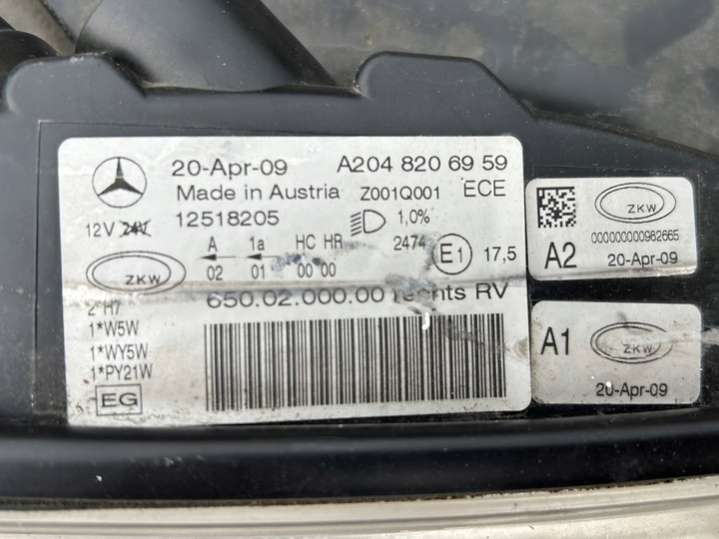 20-Apr-09 A204 820 69 59
Made in Austria Z001Q001 ECE
12V 24V 12518205 1,0%
A 1a HC HR 2474 E1 17,5
02 01 00 00
ZKW
650.02.000.00 rechts RV
2*H7
1*W5W
1*WY5W
1*PY21W
EG
ZKW
000000000982665
A2 20-Apr-09
A1 ZKW
20-Apr-09